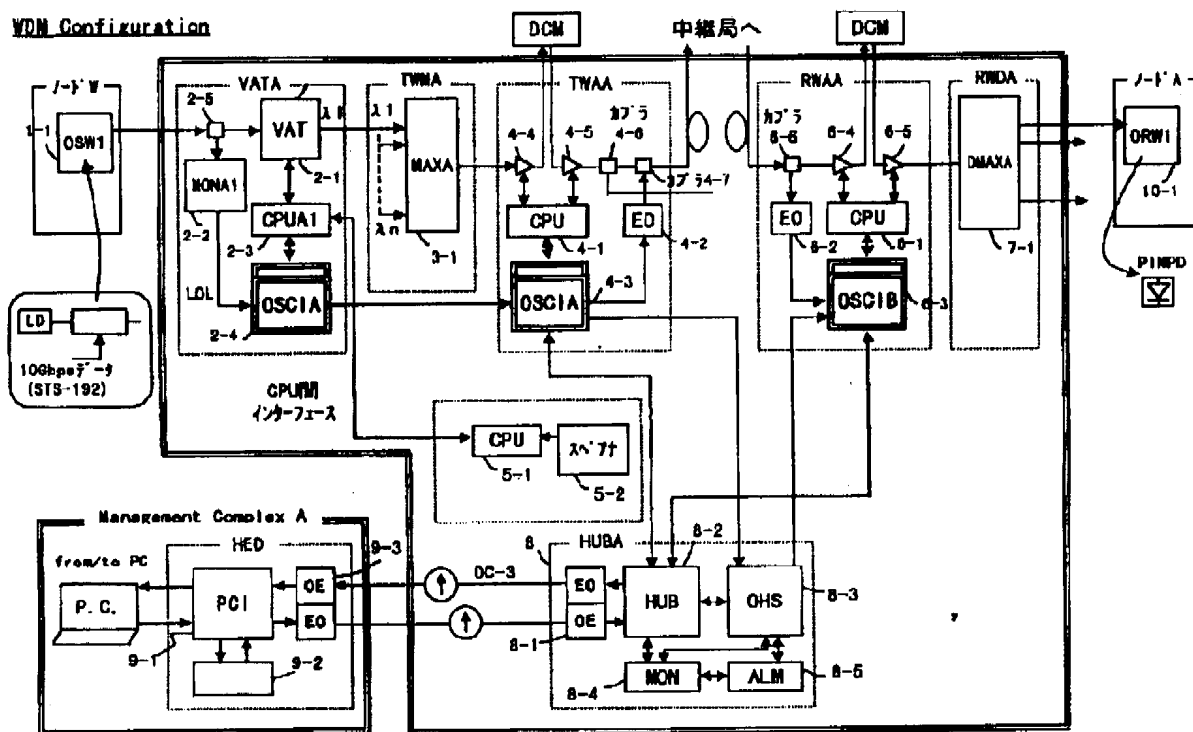 WDM Configuration
DCM
中継局へ
DCM
ノードW
VATA
TWMA
TWAA
RWAA
RWDA
ノードA
1-1
OSW1
2-5
VAT
2-1
λ1
MAXA
λn
3-1
4-4
4-5
カプラ
4-6
カプラ4-7
カプラ
6-6
6-4
6-5
DMAXA
7-1
ORW1
10-1
MONA1
2-2
CPUA1
2-3
CPU
4-1
EO
4-2
EO
6-2
CPU
6-1
PINPD
LOL
OSCIA
2-4
OSCIA
4-3
OSCIB
6-3
LD
10Gbpsデータ
(STS-192)
CPU間
インターフェース
CPU
5-1
スペアナ
5-2
Management Complex A
HED
from/to PC
P.C.
PCI
9-1
9-2
OE
EO
9-3
OC-3
8
HUBA
EO
OE
8-1
HUB
8-2
OHS
8-3
MON
8-4
ALM
8-5